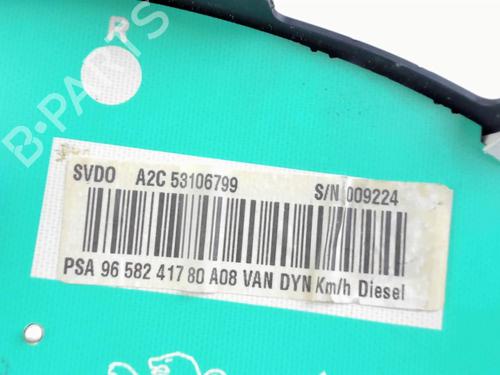 R
B-PARTS
SVDO A2C 53106799 S/N 009224
PSA 96 582 417 80 A08 VAN DYN Km/h Diesel